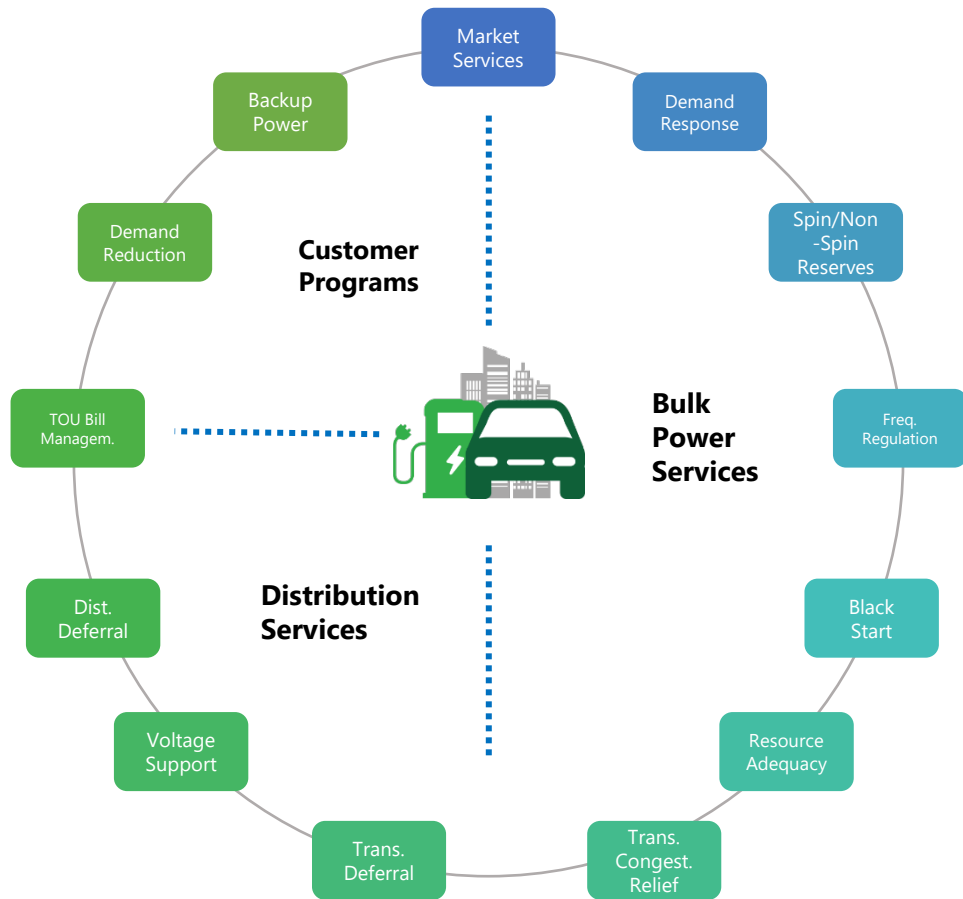 Market
Services
Demand
Response
Spin/Non
-Spin
Reserves
Freq.
Regulation
Black
Start
Resource
Adequacy
Trans.
Congest.
Relief
Trans.
Deferral
Voltage
Support
Dist.
Deferral
TOU Bill
Managem.
Demand
Reduction
Backup
Power
Customer
Programs
Bulk
Power
Services
Distribution
Services